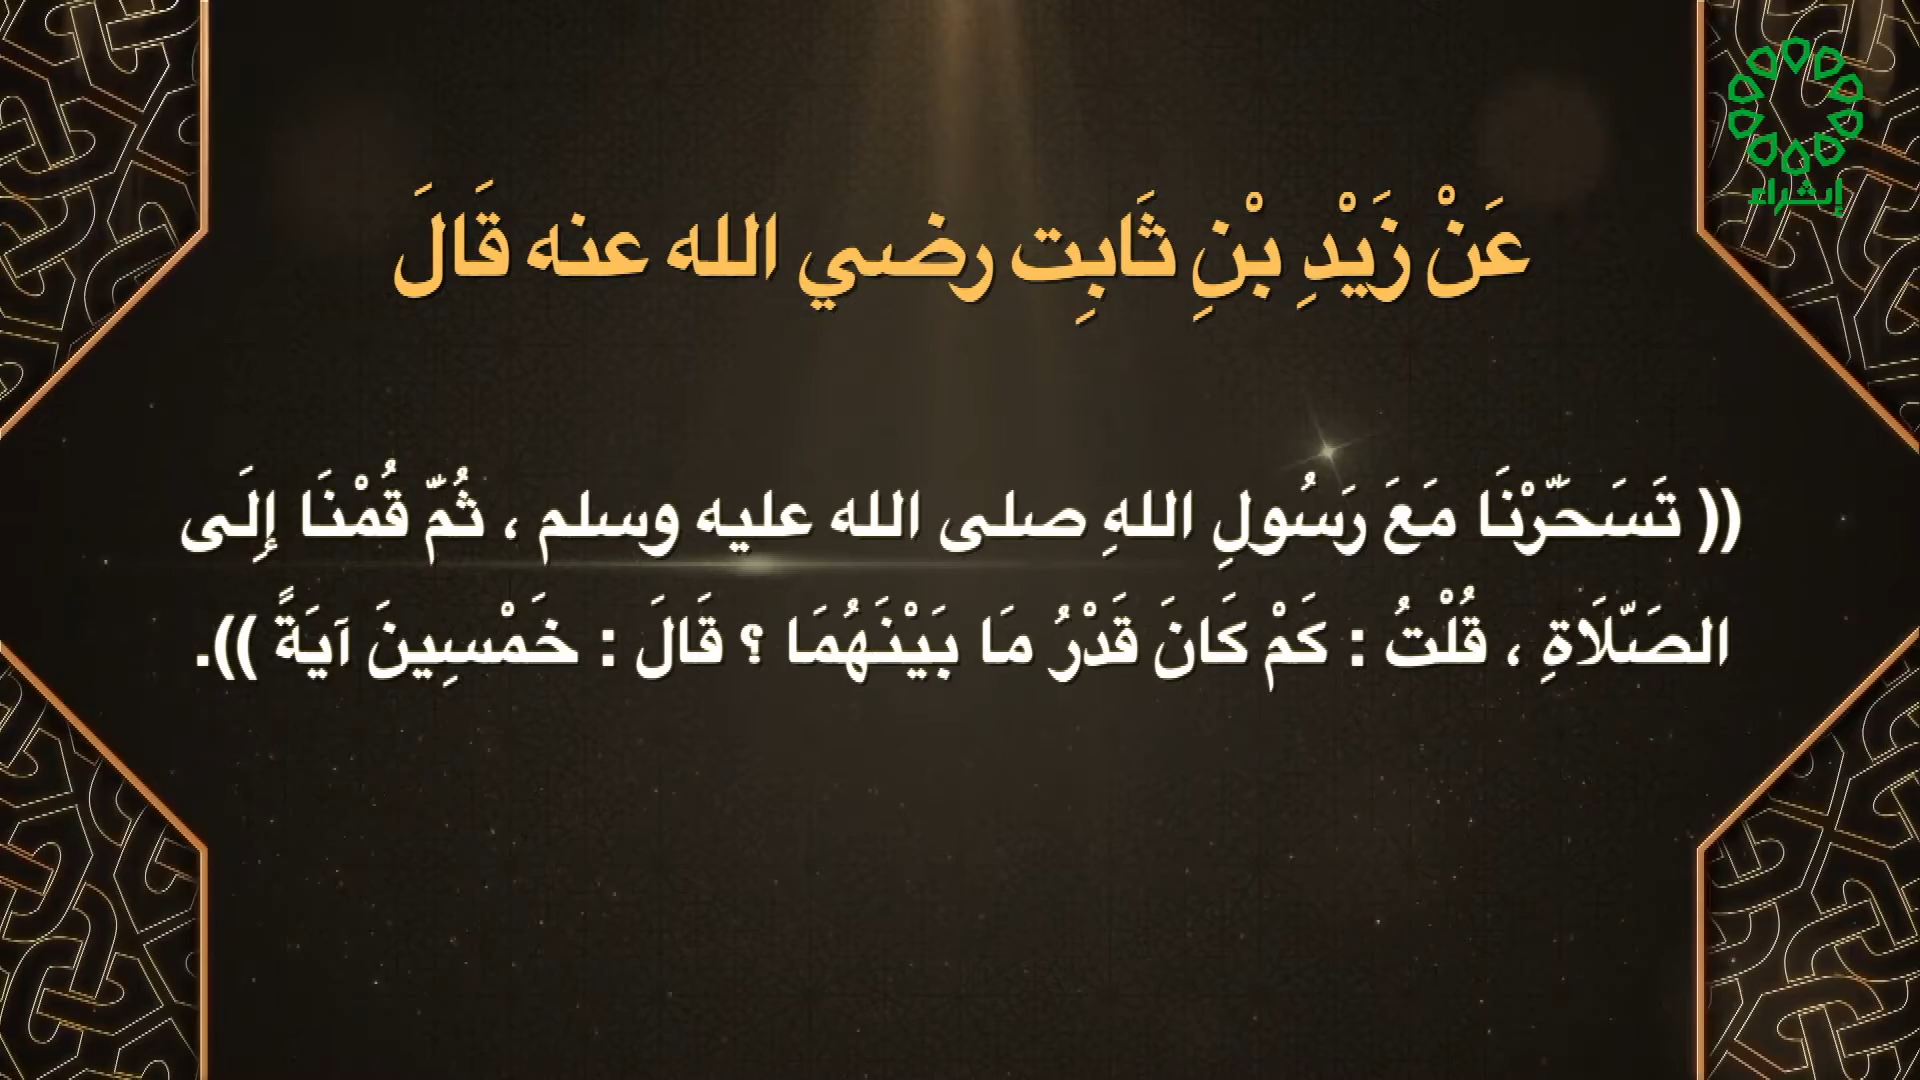 إثراء
عَنْ زَيْدِ بْنِ ثَابِتِ رضي الله عنه قَالَ
(( تَسَحَّرْنَا مَعَ رَسُولِ اللهِ صلى الله عليه وسلم ، ثُمَّ قُمْنَا إِلَى
الصَّلَاةِ ، قُلْتُ : كَمْ كَانَ قَدْرُ مَا بَيْنَهُمَا ؟ قَالَ : خَمْسِينَ آيَةً )).